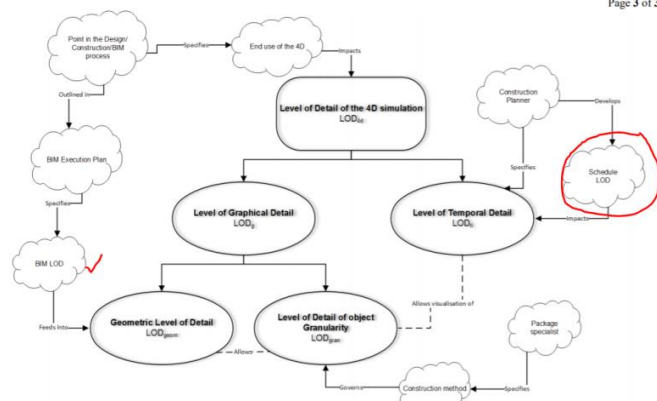 Page 3 of 3
Point in the Design/
Construction/BIM
process
Specifies
End use of the 4D
Impacts
Outlined in
Level of Detail of the 4D simulation
LOD4d
Construction
Planner
Develops
BIM Execution Plan
Specifies
Schedule
LOD
Specifies
Level of Graphical Detail
LODg
Level of Temporal Detail
Impacts
BIM LOD
Allows visualisation of
Feeds Into
Geometric Level of Detail
LODgeom
Allows
Level of Detail of object
Granularity
LODgran
Package
specialist
Governs
Construction method
Specifies